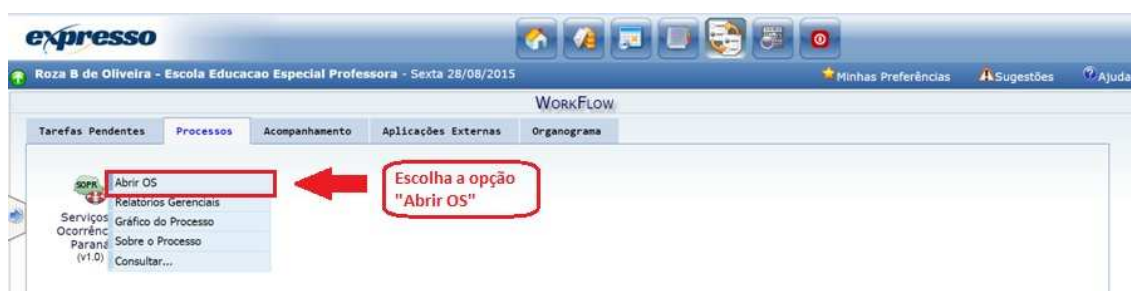 expresso
Roza B de Oliveira - Escola Educacao Especial Professora - Sexta 28/08/2015
Minhas Preferências
Sugestões
Ajuda
WorkFlow
Tarefas Pendentes
Processos
Acompanhamento
Aplicações Externas
Organograma
SOPR
Serviços
Ocorrênc
Paraná
(v1.0)
Abrir OS
Relatórios Gerenciais
Gráfico do Processo
Sobre o Processo
Consultar...
Escolha a opção
"Abrir OS"